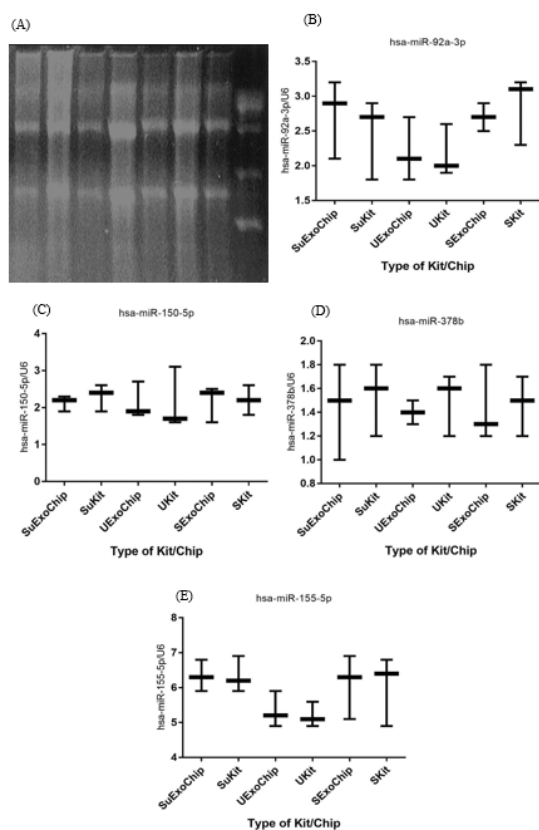 (A)
(B)
hsa-miR-92a-3p
hsa-miR-92a-3p/U6
3.5
3.0
2.5
2.0
1.5
SuExoChip
SuKit
UExoChip
UKit
SExoChip
SKit
Type of Kit/Chip
(C)
hsa-miR-150-5p
hsa-miR-150-5p/U6
6
4
2
0
SuExoChip
SuKit
UExoChip
UKit
SExoChip
SKit
Type of Kit/Chip
(D)
hsa-miR-378b
hsa-miR-378b/U6
2.0
1.8
1.6
1.4
1.2
1.0
0.8
SuExoChip
SuKit
UExoChip
UKit
SExoChip
SKit
Type of Kit/Chip
(E)
hsa-miR-155-5p
hsa-miR-155-5p/U6
8
7
6
5
4
SuExoChip
SuKit
UExoChip
UKit
SExoChip
SKit
Type of Kit/Chip